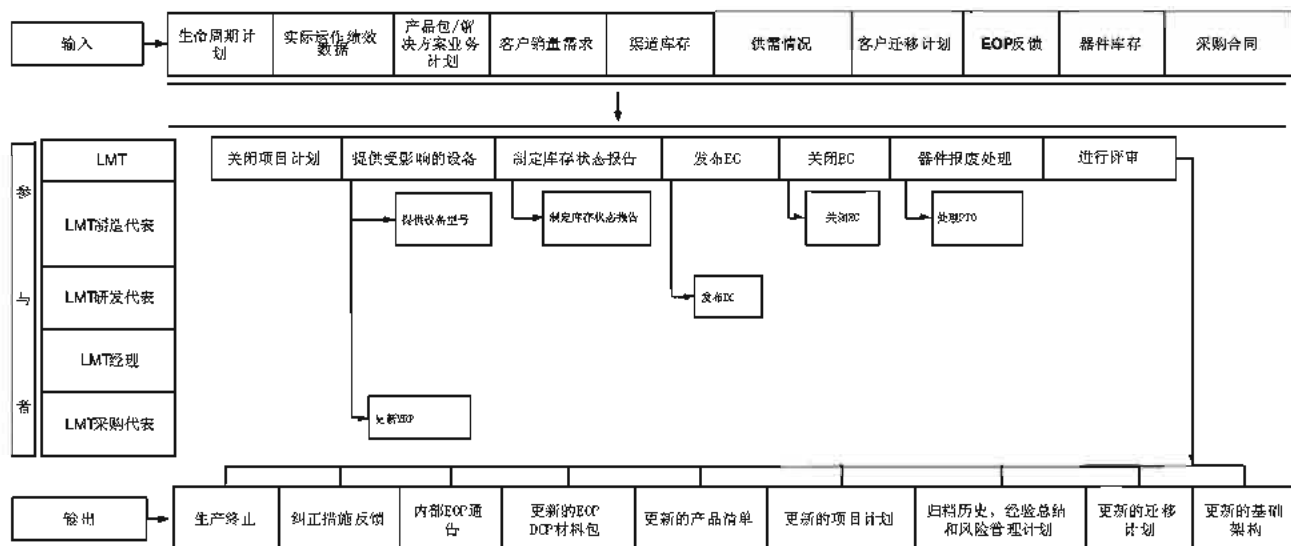 输入
生命周期计
划
实际运作绩效
数据
产品包/解
决方案业务
计划
客户销量需求
渠道库存
供需情况
客户迁移计划
EOP反馈
器件库存
采购合同
参
与
者
LMT
关闭项目计划
提供受影响的设备
制定库存状态报告
发布EC
关闭EC
器件报废处理
进行评审
LMT制造代表
提供设备型号
制定库存状态报告
关闭EC
处理PTO
LMT研发代表
发布EC
LMT经理
LMT采购代表
更新MRP
输出
生产终止
纠正措施反馈
内部EOP通
告
更新的EOP
DCP材料包
更新的产品清单
更新的项目计划
归档历史、经验总结
和风险管理计划
更新的迁移
计划
更新的基础
架构